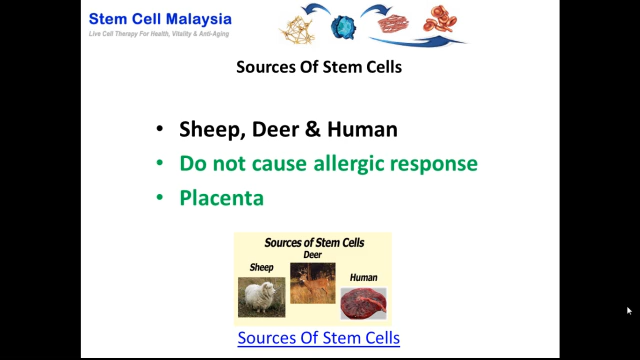 Stem Cell Malaysia
Live Cell Therapy For Health, Vitality & Anti-Aging
Sources Of Stem Cells
• Sheep, Deer & Human
• Do not cause allergic response
• Placenta
Sources of Stem Cells
Deer
Sheep
Human
Sources Of Stem Cells